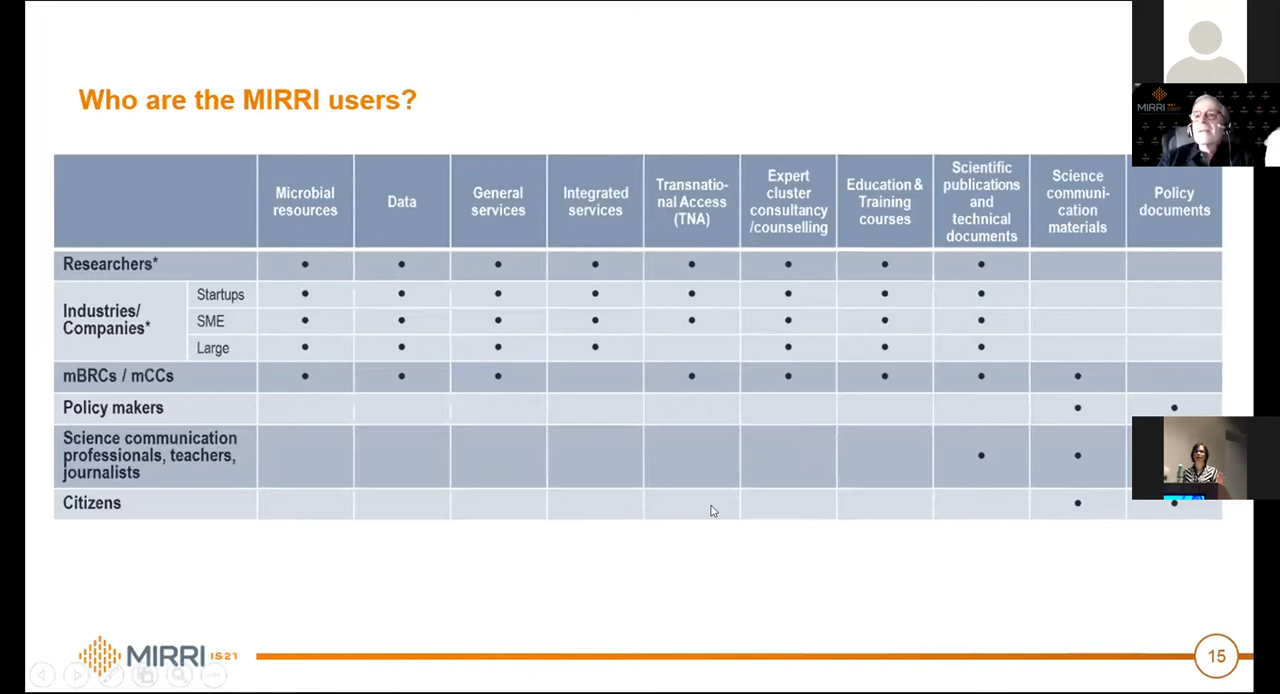 Who are the MIRRI users?
MIRRI
Microbial
resources
Data
General
services
Integrated
services
Transnatio-
nal Access
(TNA)
Expert
cluster
consultancy
/counselling
Education &
Training
courses
Scientific
publications
and
technical
documents
Science
communi-
cation
materials
Policy
documents
Researchers*
Industries/
Companies*
Startups
SME
Large
mBRCs / mCCs
Policy makers
Science communication
professionals, teachers,
journalists
Citizens
MIRRI IS21
15